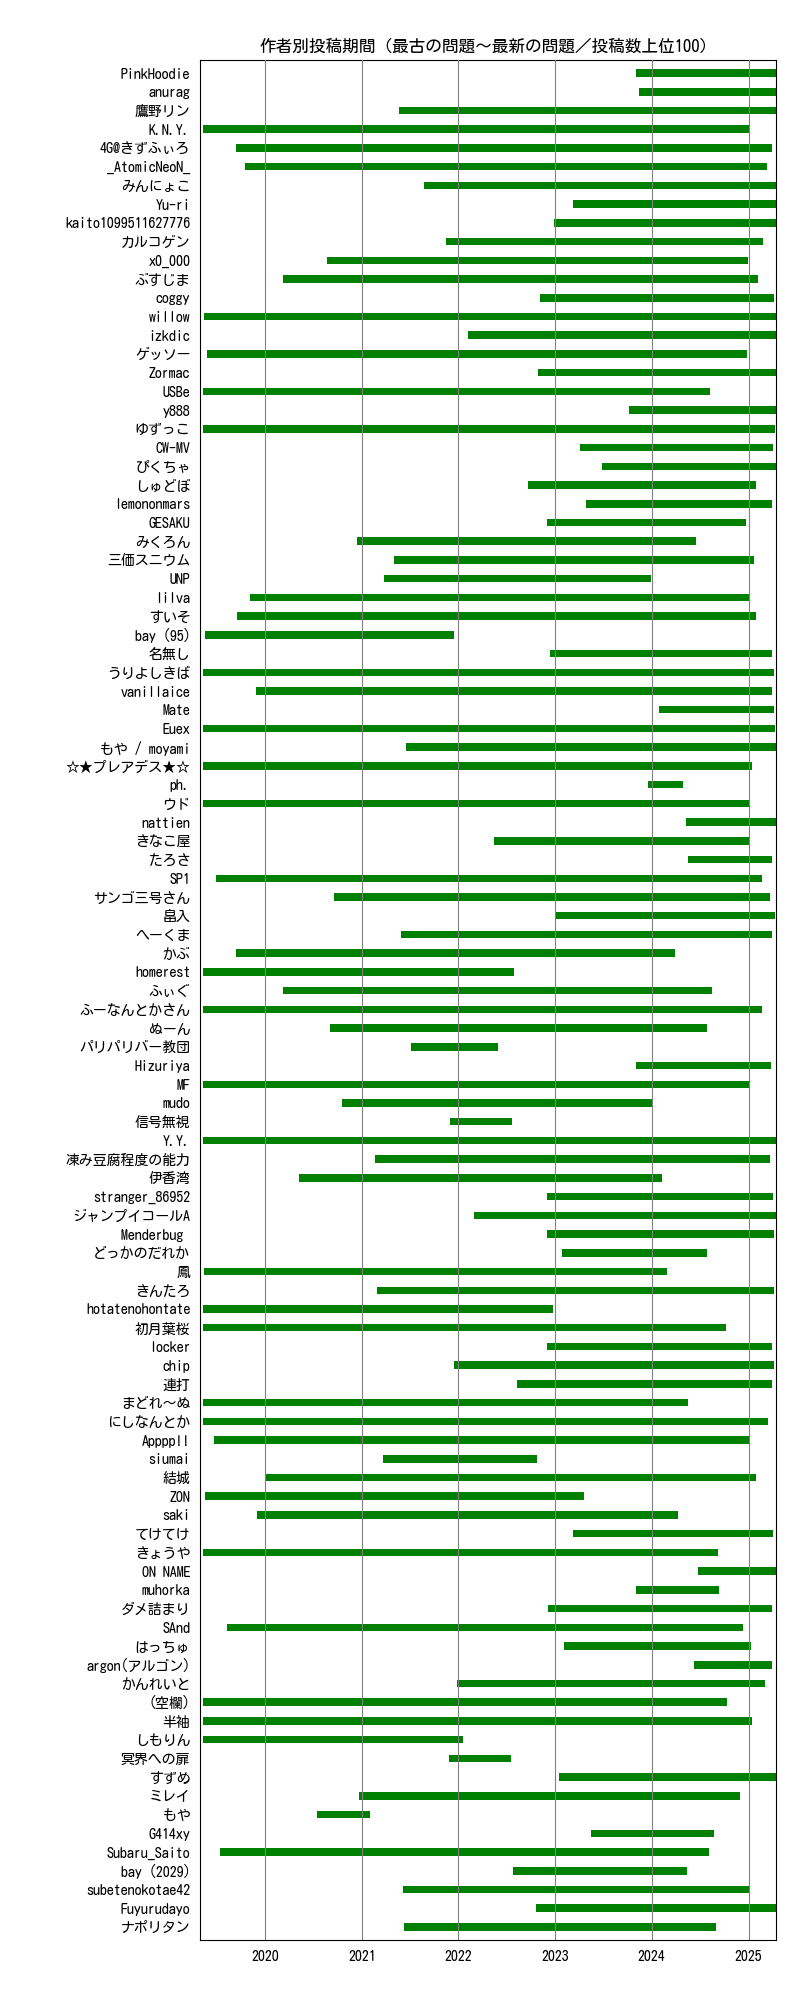 作者別投稿期間（最古の問題～最新の問題／投稿数上位100）
PinkHoodie
anurag
鷹野リン
K.N.Y.
4G@きずふぃろ
_AtomicNeoN_
みんにょこ
Yu-ri
kaito1099511627776
カルコゲン
x0_000
ぶすじま
coggy
willow
izkdic
ゲッソー
Zormac
USBe
y888
ゆずっこ
CW-MV
ぴくちゃ
しゅどぼ
lemononmars
GESAKU
みくろん
三価スニウム
UNP
lilva
すいそ
bay (95)
名無し
うりよしきば
vanillaice
Mate
Euex
もや / moyami
☆★プレアデス★☆
ph.
ウド
nattien
きなこ屋
たろさ
SP1
サンゴ三号さん
畠入
へーくま
かぶ
homerest
ふぃぐ
ふーなんとかさん
ぬーん
パリパリバー教団
Hizuriya
MF
mudo
信号無視
Y.Y.
凍み豆腐程度の能力
伊香湾
stranger_86952
ジャンプイコールA
Menderbug
どっかのだれか
鳳
きんたろ
hotatenohontate
初月葉桜
locker
chip
連打
まどれ～ぬ
にしなんとか
Appppll
siumai
結城
ZON
saki
てけてけ
きょうや
ON NAME
muhorka
ダメ詰まり
SAnd
はっちゅ
argon(アルゴン)
かんれいと
(空欄)
半袖
しもりん
冥界への扉
すずめ
ミレイ
もや
G414xy
Subaru_Saito
bay (2029)
subetenokotae42
Fuyurudayo
ナポリタン
2020 2021 2022 2023 2024 2025